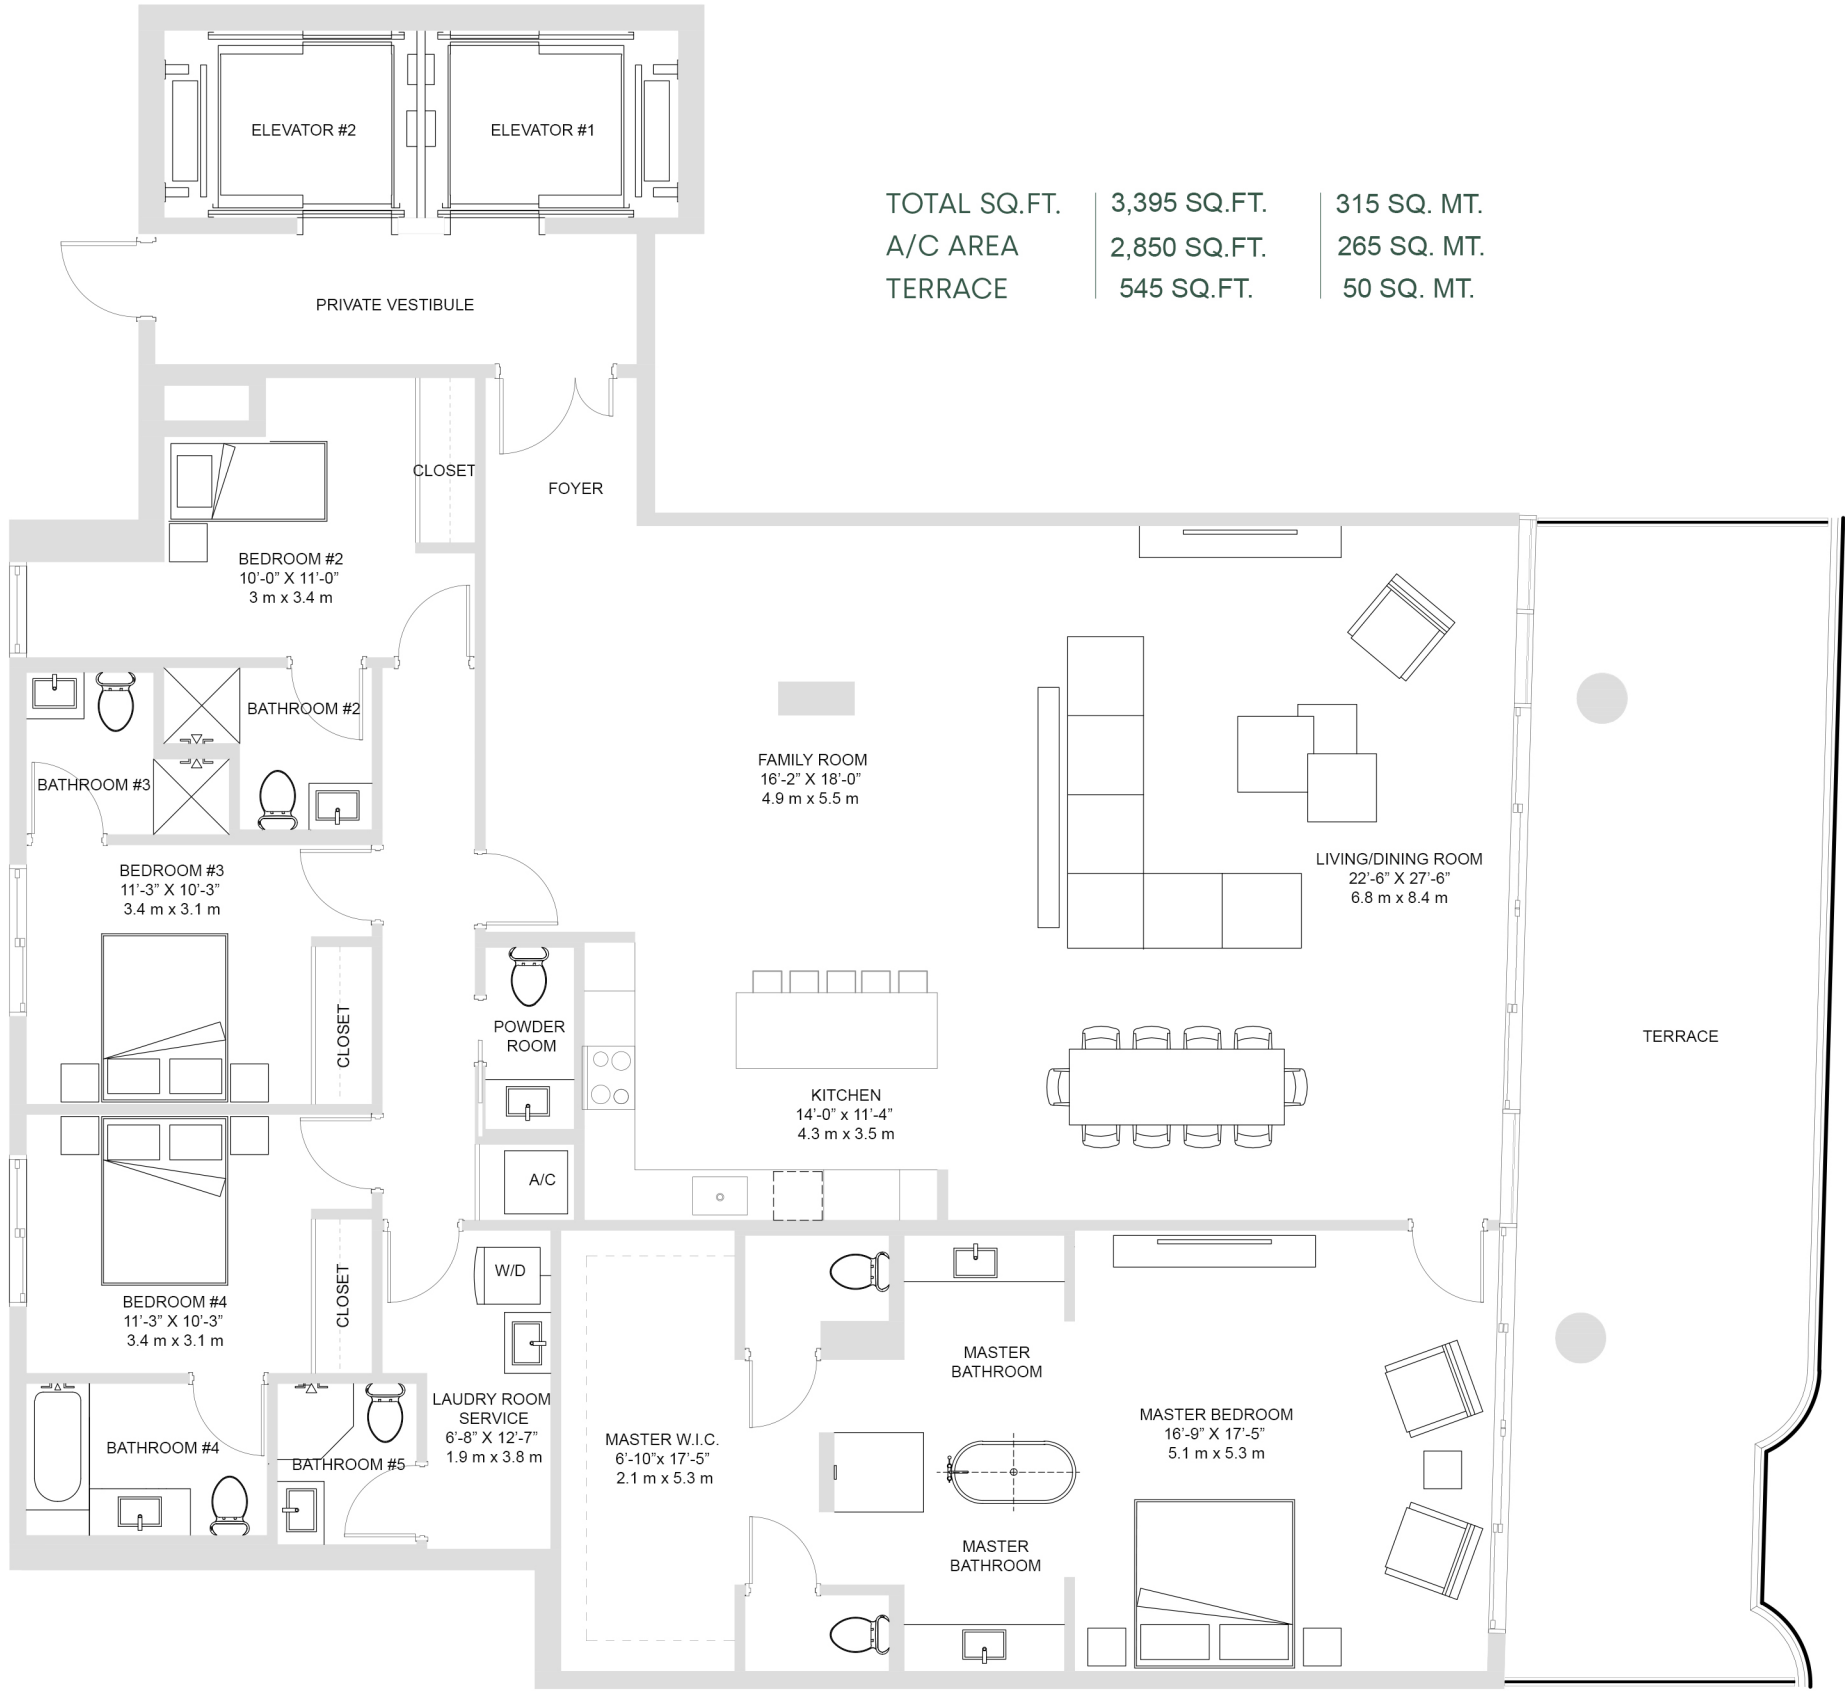 ELEVATOR #2
ELEVATOR #1
TOTAL SQ.FT. 3,395 SQ.FT. 315 SQ. MT.
A/C AREA 2,850 SQ.FT. 265 SQ. MT.
TERRACE 545 SQ.FT. 50 SQ. MT.
PRIVATE VESTIBULE
CLOSET
FOYER
BEDROOM #2
10'-0” X 11'-0”
3 m x 3.4 m
BATHROOM #2
BATHROOM #3
FAMILY ROOM
16'-2” X 18'-0”
4.9 m x 5.5 m
LIVING/DINING ROOM
22'-6” X 27'-6”
6.8 m x 8.4 m
BEDROOM #3
11'-3” X 10'-3”
3.4 m x 3.1 m
CLOSET
POWDER
ROOM
TERRACE
KITCHEN
14'-0” x 11'-4”
4.3 m x 3.5 m
A/C
W/D
BEDROOM #4
11'-3” X 10'-3”
3.4 m x 3.1 m
CLOSET
MASTER
BATHROOM
LAUDRY ROOM
SERVICE
6'-8” X 12'-7”
1.9 m x 3.8 m
BATHROOM #4
BATHROOM #5
MASTER W.I.C.
6'-10”x 17'-5”
2.1 m x 5.3 m
MASTER BEDROOM
16'-9” X 17'-5”
5.1 m x 5.3 m
MASTER
BATHROOM